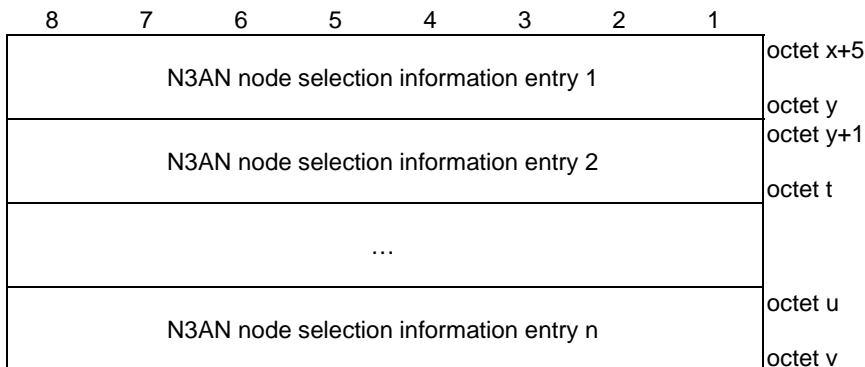 8 7 6 5 4 3 2 1
octet x+5
N3AN node selection information entry 1
octet y
octet y+1
N3AN node selection information entry 2
octet t
…
octet u
N3AN node selection information entry n
octet v